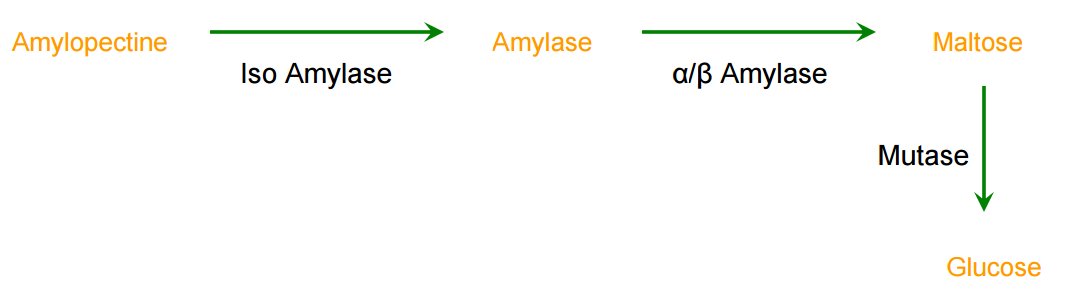 Amylopectine
Iso Amylase
Amylase
α/β Amylase
Maltose
Mutase
Glucose